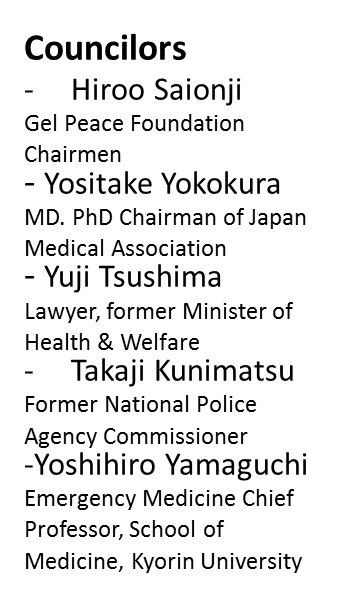 Councilors
- Hiroo Saionji
Gel Peace Foundation
Chairmen
- Yositake Yokokura
MD. PhD Chairman of Japan
Medical Association
- Yuji Tsushima
Lawyer, former Minister of
Health & Welfare
- Takaji Kunimatsu
Former National Police
Agency Commissioner
-Yoshihiro Yamaguchi
Emergency Medicine Chief
Professor, School of
Medicine, Kyorin University